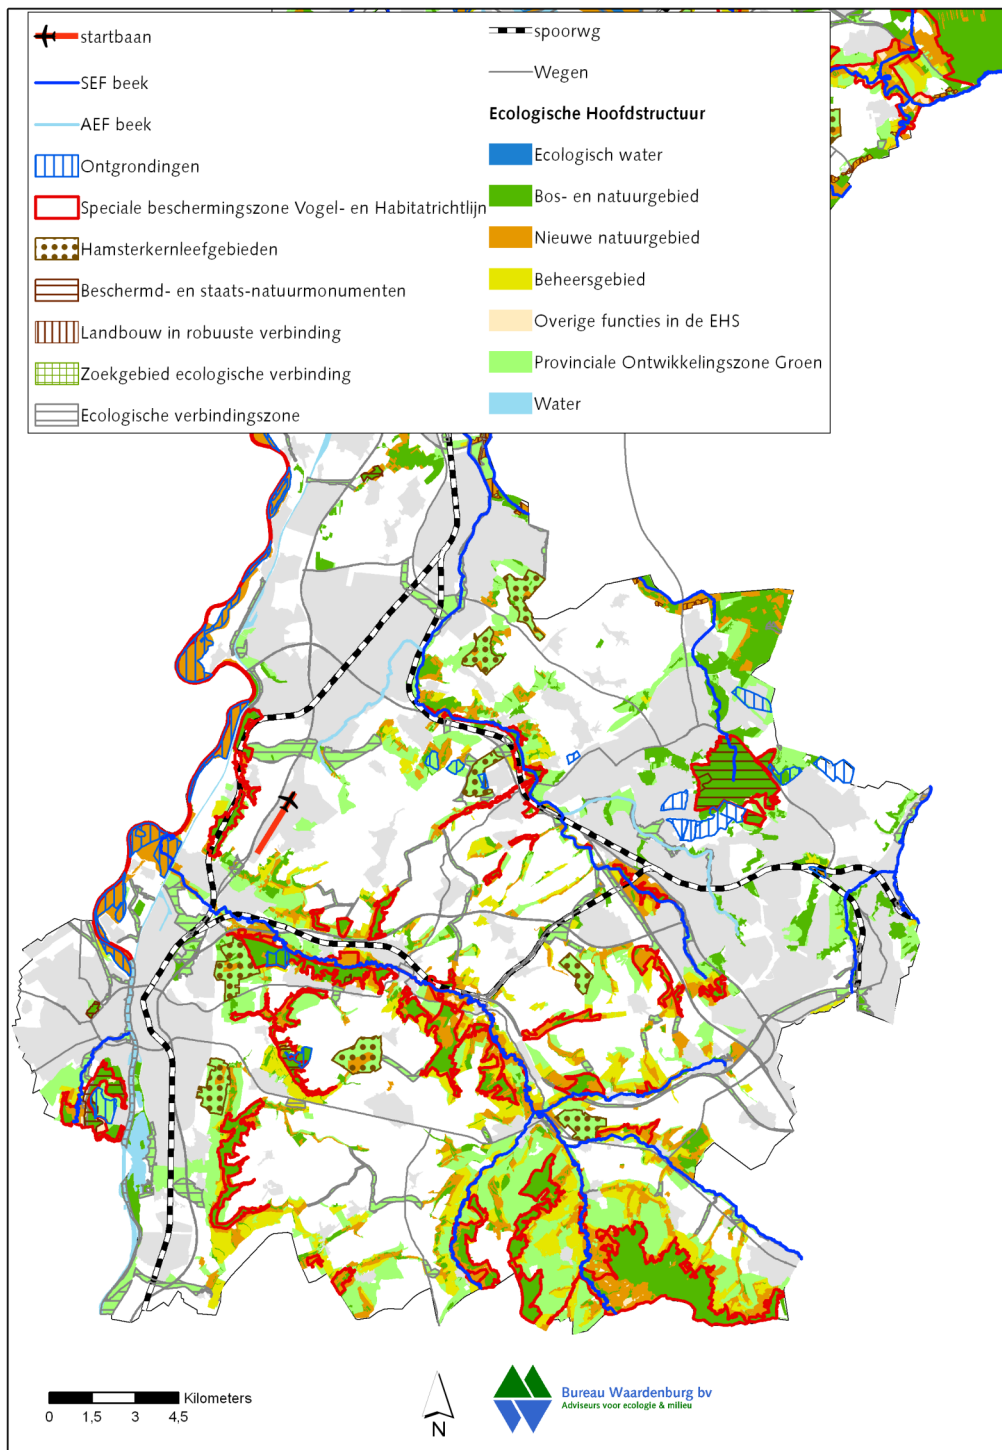 startbaan
SEF beek
AEF beek
Ontgrondingen
Speciale beschermingszone Vogel- en Habitatrichtlijn
Hamsterkernleefgebieden
Beschermd- en staats-natuurmonumenten
Landbouw in robuuste verbinding
Zoekgebied ecologische verbinding
Ecologische verbindingszone
spoorwg
Wegen
Ecologische Hoofdstructuur
Ecologisch water
Bos- en natuurgebied
Nieuwe natuurgebied
Beheersgebied
Overige functies in de EHS
Provinciale Ontwikkelingszone Groen
Water
Kilometers
0 1,5 3 4,5
N
Bureau Waardenburg bv
Adviseurs voor ecologie & milieu